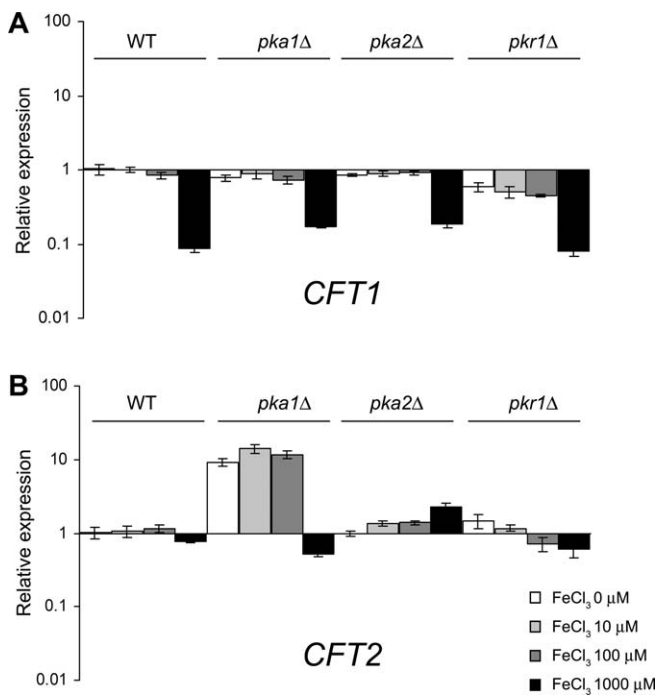 A
100
WT
pka1Δ
pka2Δ
pkr1Δ
10
1
0.1
0.01
Relative expression
CFT1
B
100
WT
pka1Δ
pka2Δ
pkr1Δ
10
1
0.1
0.01
Relative expression
CFT2
FeCl₃ 0 µM
FeCl₃ 10 µM
FeCl₃ 100 µM
FeCl₃ 1000 µM